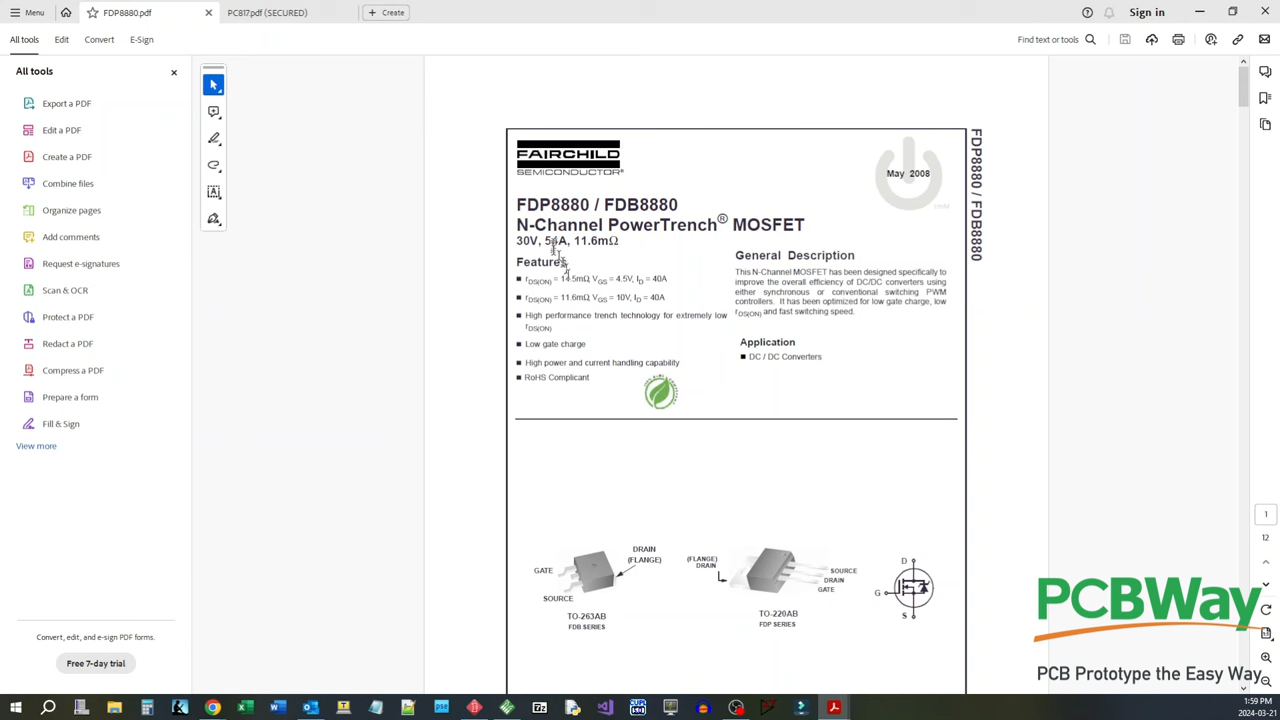 Menu
FDP8880.pdf
PC817.pdf (SECURED)
Create
Sign in
All tools
Edit
Convert
E-Sign
Find text or tools
All tools
Export a PDF
Edit a PDF
Create a PDF
Combine files
Organize pages
Add comments
Request e-signatures
Scan & OCR
Protect a PDF
Redact a PDF
Compress a PDF
Prepare a form
Fill & Sign
View more
Convert, edit, and e-sign PDF forms.
Free 7-day trial
FAIRCHILD
SEMICONDUCTOR®
May 2008
FDP8880 / FDB8880
FDP8880 / FDB8880
N-Channel PowerTrench® MOSFET
30V, 54A, 11.6mΩ
Features
■ rDS(ON) = 14.5mΩ, VGS = 4.5V, ID = 40A
■ rDS(ON) = 11.6mΩ, VGS = 10V, ID = 40A
■ High performance trench technology for extremely low
rDS(ON)
■ Low gate charge
■ High power and current handling capability
■ RoHS Complicant
General Description
This N-Channel MOSFET has been designed specifically to
improve the overall efficiency of DC/DC converters using
either synchronous or conventional switching PWM
controllers. It has been optimized for low gate charge, low
rDS(ON) and fast switching speed.
Application
■ DC / DC Converters
GATE
SOURCE
DRAIN
(FLANGE)
TO-263AB
FDB SERIES
(FLANGE)
DRAIN
SOURCE
DRAIN
GATE
TO-220AB
FDP SERIES
D
G
S
1
12
PCBWay
PCB Prototype the Easy Way
1:59 PM
2024-03-21